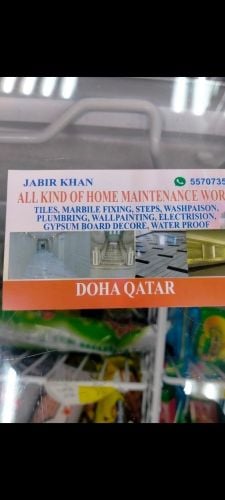 JABIR KHAN 5570735
ALL KIND OF HOME MAINTENANCE WOR
TILES, MARBILE FIXING, STEPS, WASHPAISON,
PLUMBRING, WALLPAINTING, ELECTRISION,
GYPSUM BOARD DECORE, WATER PROOF
DOHA QATAR